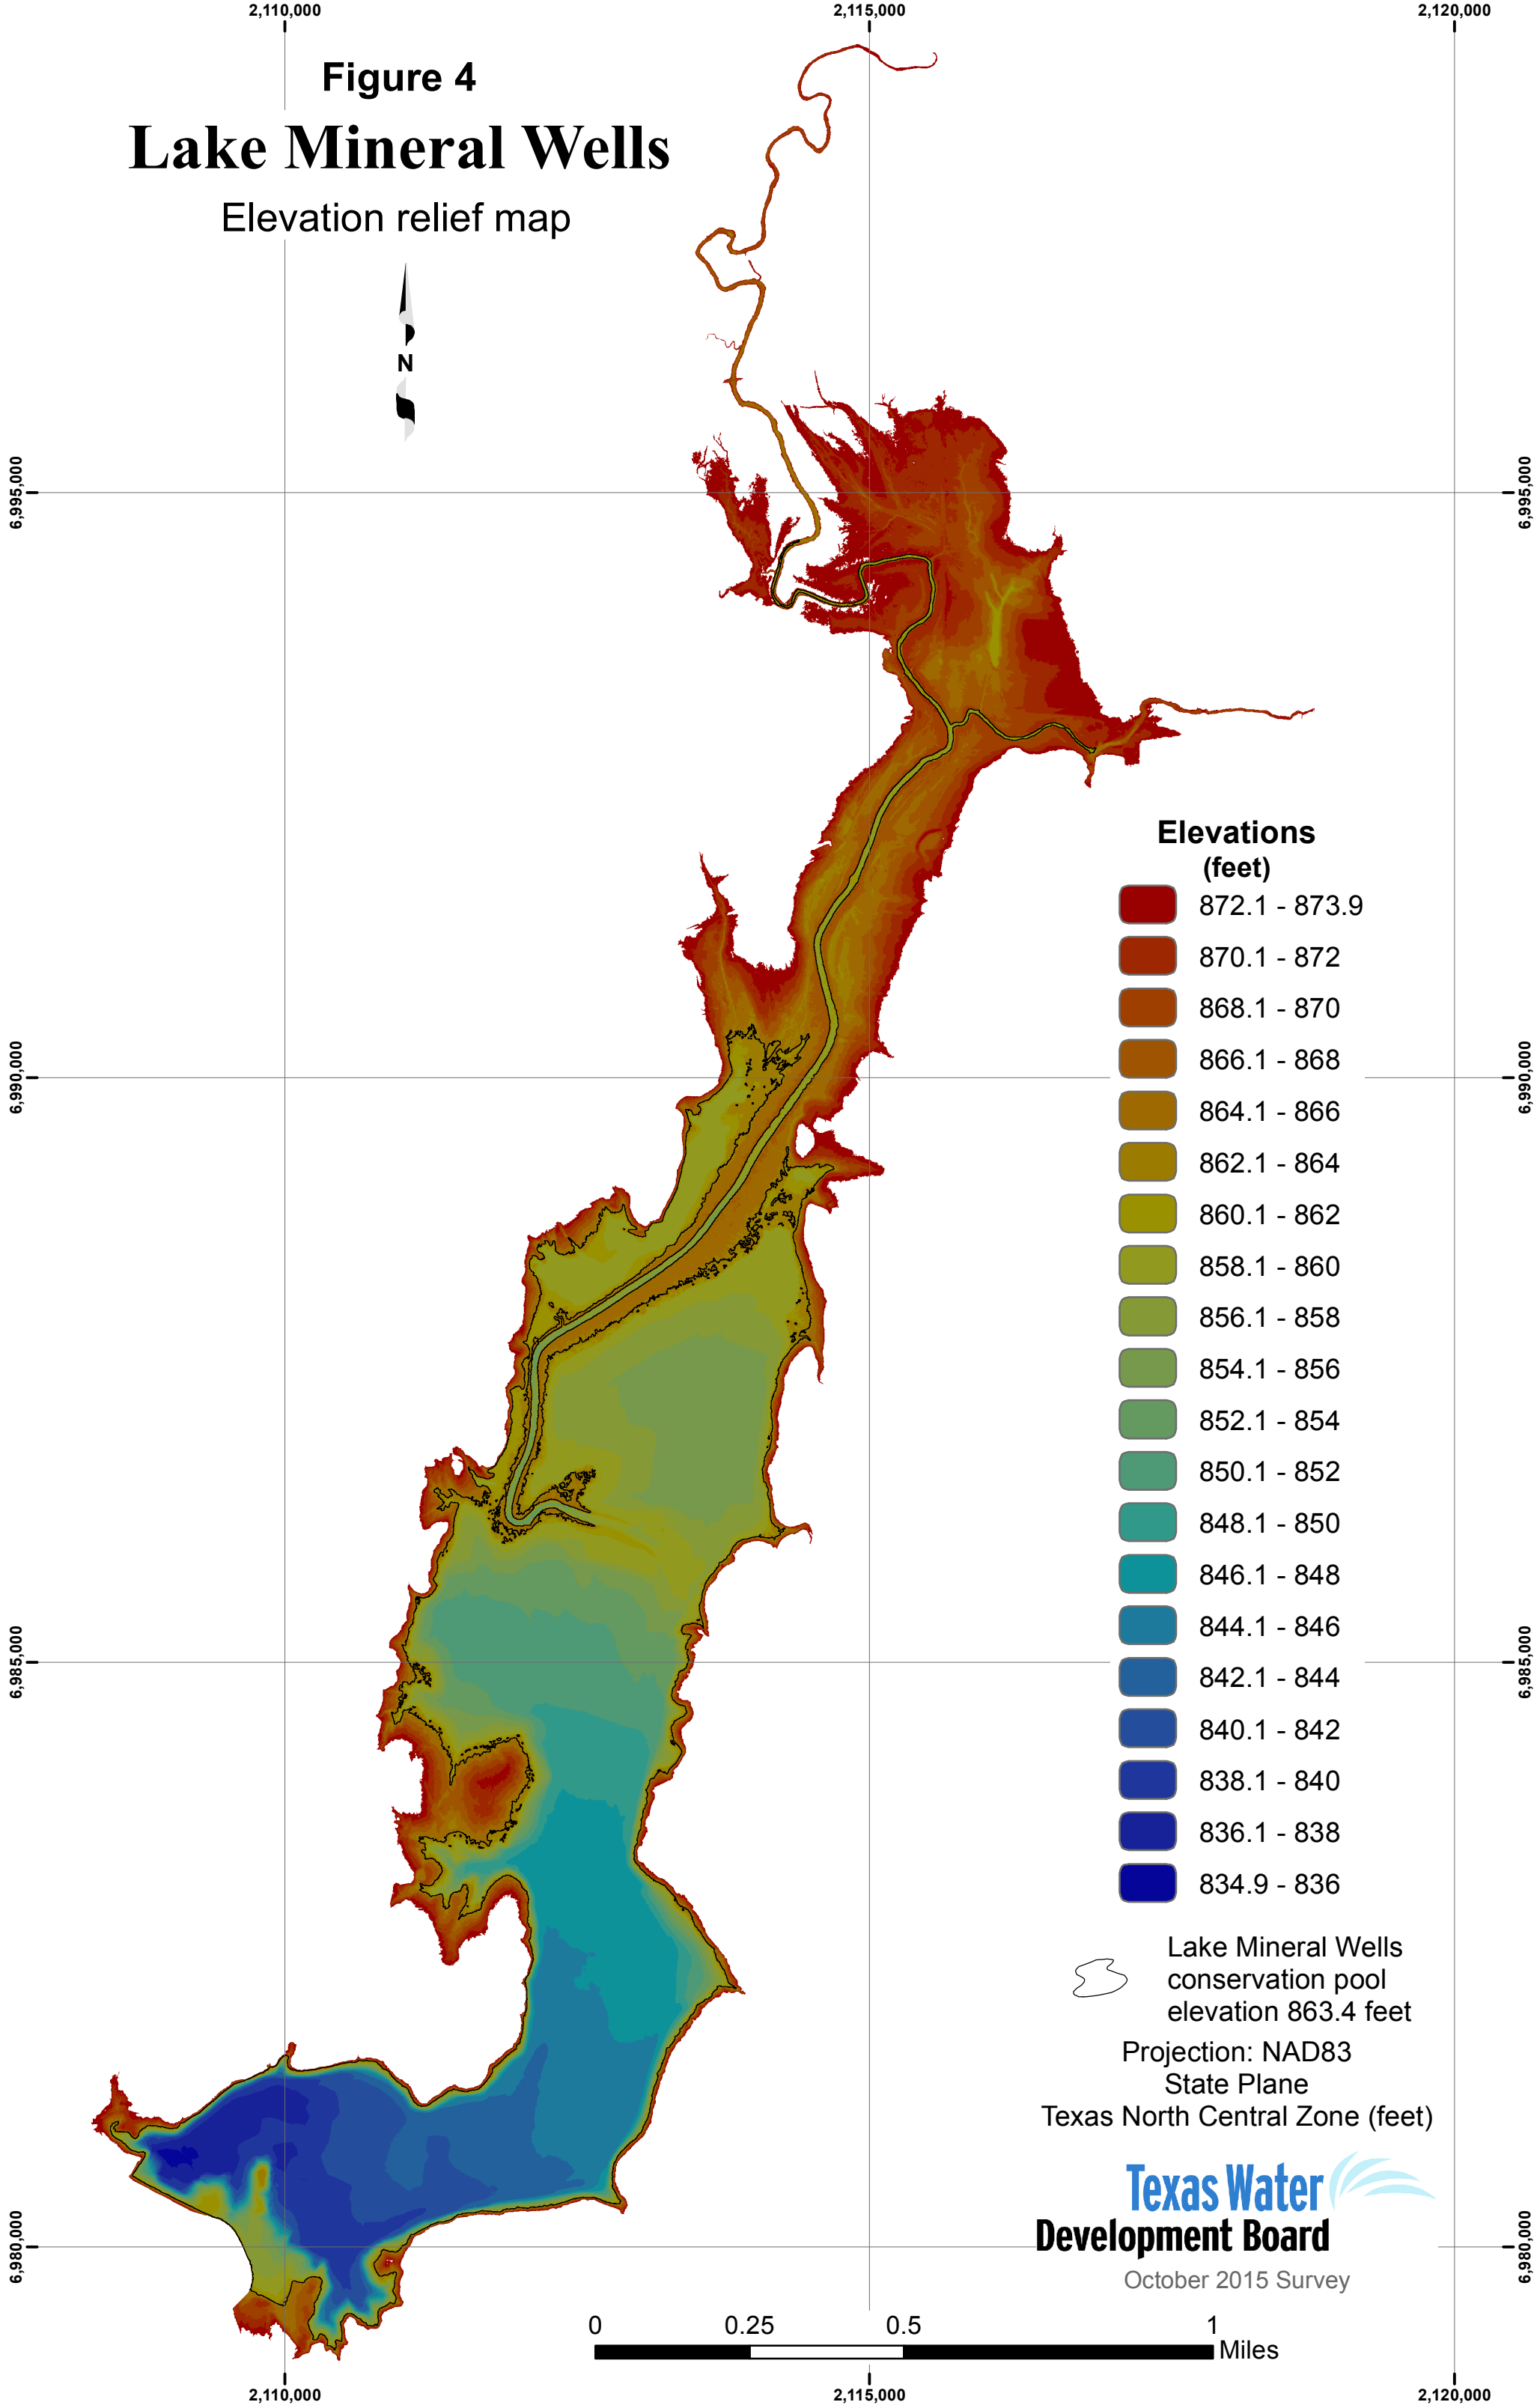 2,110,000
2,115,000
2,120,000
Figure 4
Lake Mineral Wells
Elevation relief map
N
6,995,000
6,995,000
Elevations
(feet)
872.1 - 873.9
870.1 - 872
868.1 - 870
866.1 - 868
864.1 - 866
862.1 - 864
860.1 - 862
858.1 - 860
856.1 - 858
854.1 - 856
852.1 - 854
850.1 - 852
848.1 - 850
846.1 - 848
844.1 - 846
842.1 - 844
840.1 - 842
838.1 - 840
836.1 - 838
834.9 - 836
6,990,000
6,990,000
6,985,000
6,985,000
Lake Mineral Wells
conservation pool
elevation 863.4 feet
Projection: NAD83
State Plane
Texas North Central Zone (feet)
Texas Water
Development Board
October 2015 Survey
6,980,000
6,980,000
0
0.25
0.5
1
Miles
2,110,000
2,115,000
2,120,000